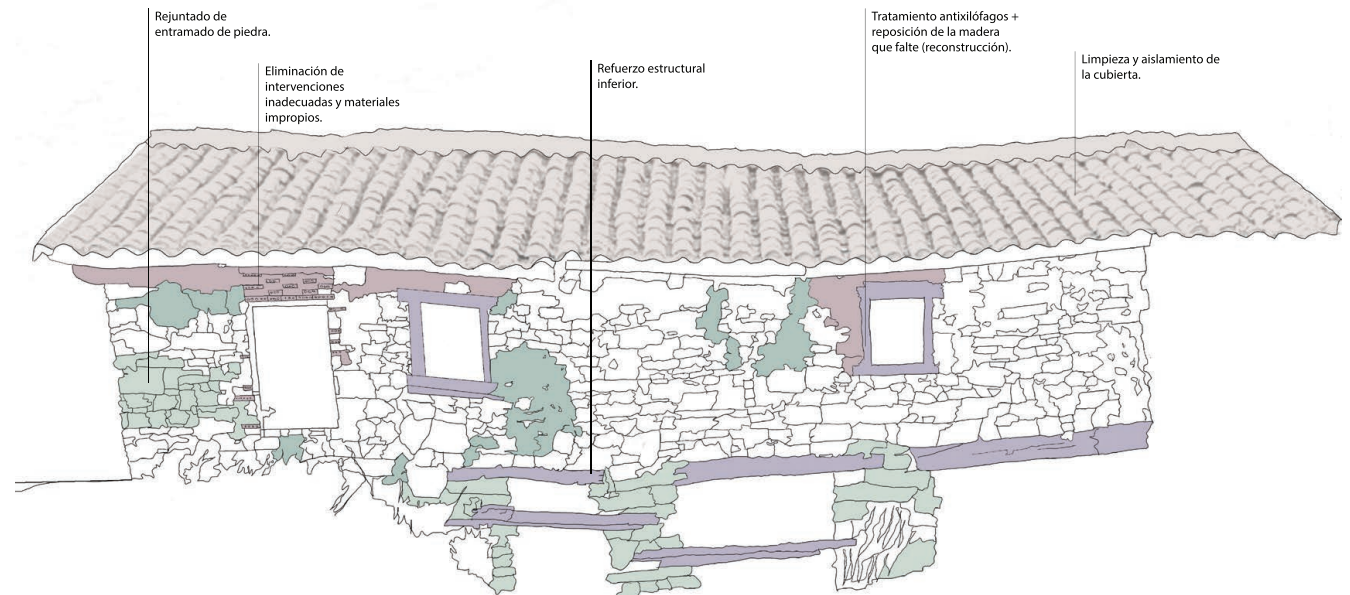 Rejuntado de
entramado de piedra.
Eliminación de
intervenciones
inadecuadas y materiales
impropios.
Refuerzo estructural
inferior.
Tratamiento antixilófagos +
reposición de la madera
que falte (reconstrucción).
Limpieza y aislamiento de
la cubierta.